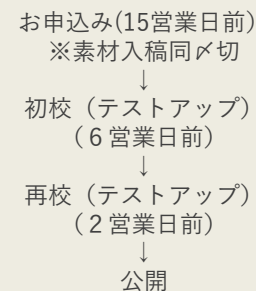 お申込み(15営業日前)
※素材入稿同〆切
↓
初校（テストアップ）
（６営業日前）
↓
再校（テストアップ）
（２営業日前）
↓
公開